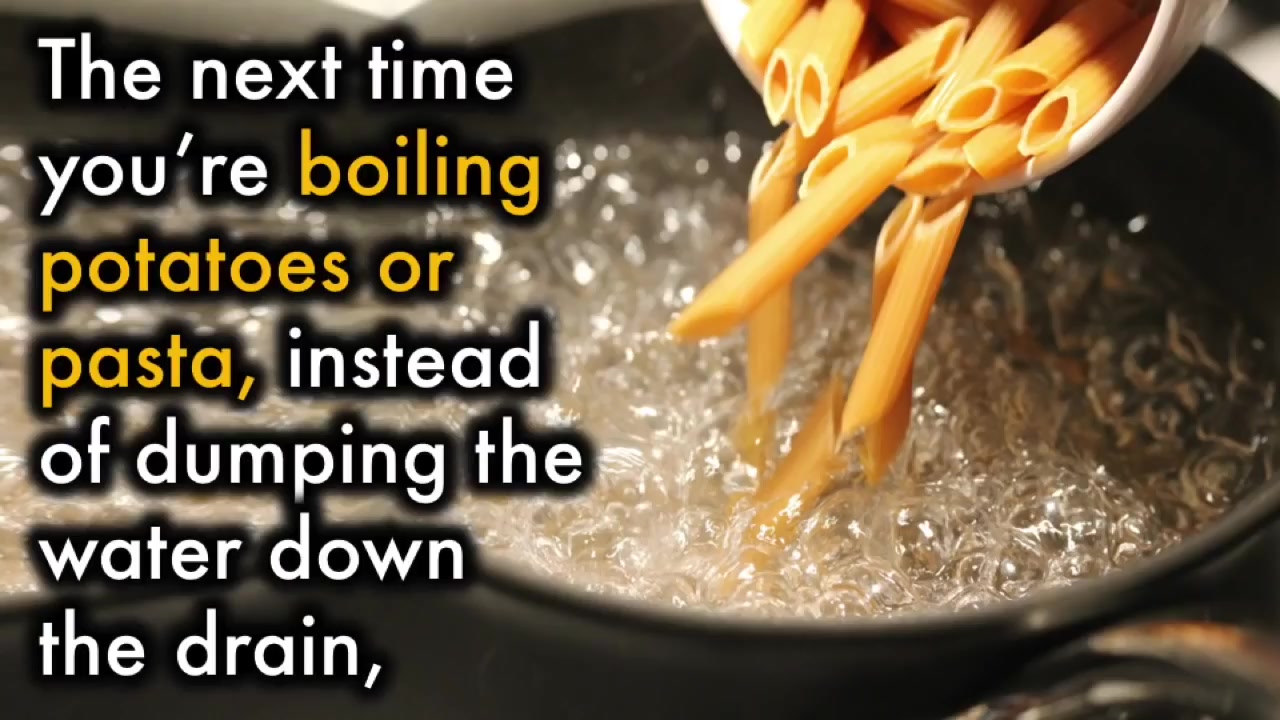 The next time
you’re boiling
potatoes or
pasta, instead
of dumping the
water down
the drain,